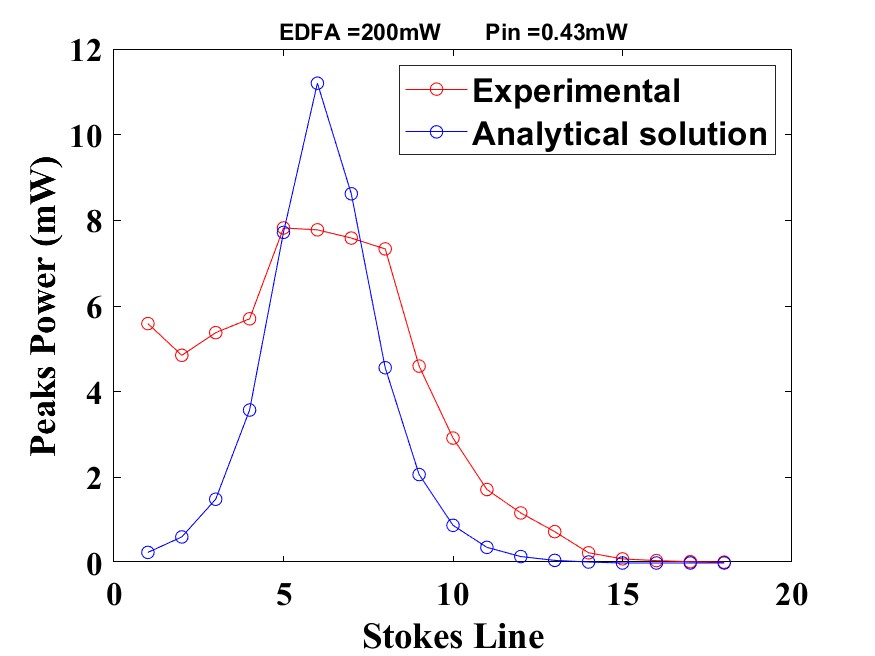 EDFA =200mW Pin =0.43mW
12
10
8
6
4
2
0
Peaks Power (mW)
Experimental
Analytical solution
0 5 10 15 20
Stokes Line